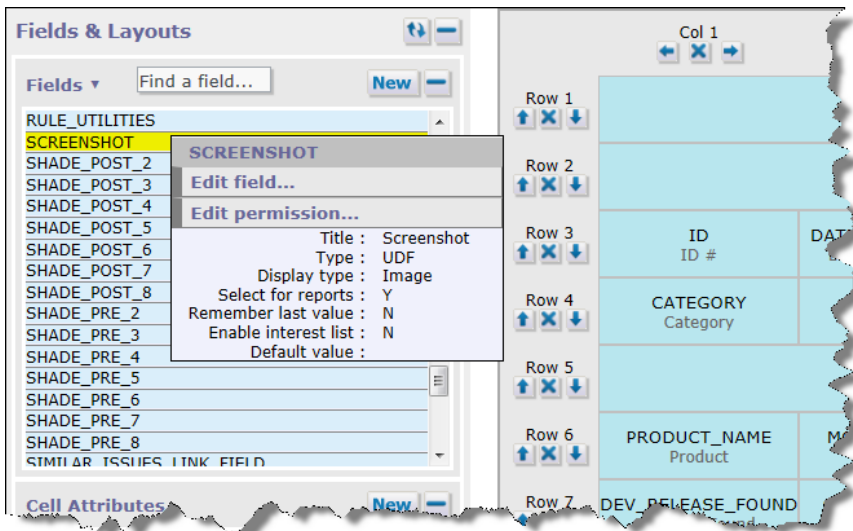 Fields & Layouts
Fields ▼ Find a field... New
RULE_UTILITIES
SCREENSHOT
SHADE_POST_2
SHADE_POST_3
SHADE_POST_4
SHADE_POST_5
SHADE_POST_6
SHADE_POST_7
SHADE_POST_8
SHADE_PRE_2
SHADE_PRE_3
SHADE_PRE_4
SHADE_PRE_5
SHADE_PRE_6
SHADE_PRE_7
SHADE_PRE_8
SIMILAR_ISSUES_LINK_FIELD
SCREENSHOT
Edit field...
Edit permission...
Title : Screenshot
Type : UDF
Display type : Image
Select for reports : Y
Remember last value : N
Enable interest list : N
Default value :
Cell Attributes New
Col 1
Row 1
Row 2
Row 3
ID
ID #
Row 4
CATEGORY
Category
Row 5
Row 6
PRODUCT_NAME
Product
Row 7
DEV_RELEASE_FOUND